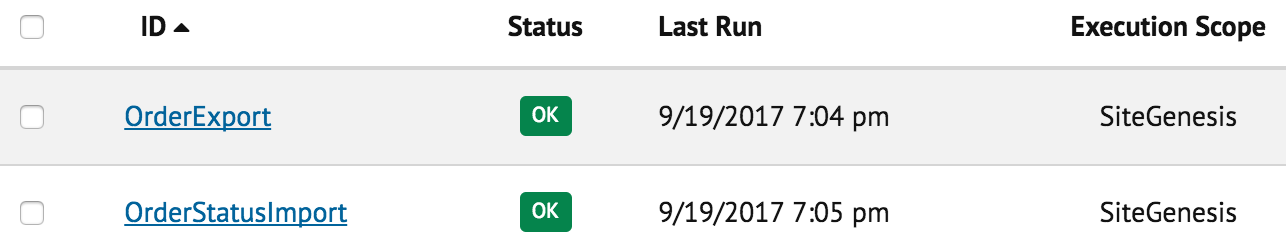 ID Status Last Run Execution Scope
OrderExport OK 9/19/2017 7:04 pm SiteGenesis
OrderStatusImport OK 9/19/2017 7:05 pm SiteGenesis